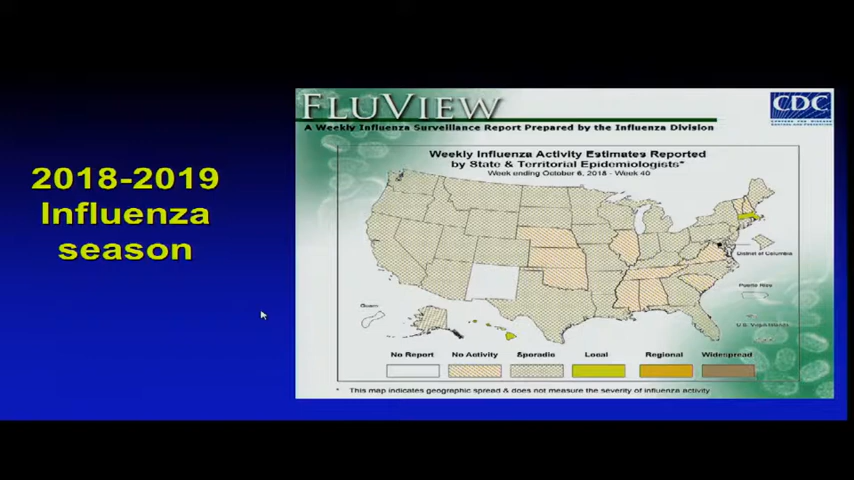 2018-2019
Influenza
season
FLUVIEW
CDC
A Weekly Influenza Surveillance Report Prepared by the Influenza Division
Weekly Influenza Activity Estimates Reported
by State & Territorial Epidemiologists*
Week ending October 6, 2018 - Week 40
District of Columbia
Puerto Rico
U.S. Virgin Islands
Guam
No Report
No Activity
Sporadic
Local
Regional
Widespread
* This map indicates geographic spread & does not measure the severity of influenza activity